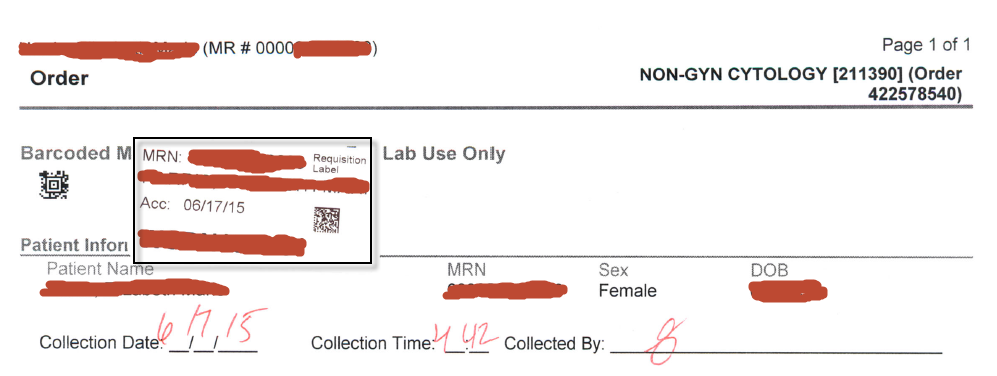 (MR # 0000 )
Page 1 of 1
Order
NON-GYN CYTOLOGY [211390] (Order
422578540)
Barcoded M
Lab Use Only
MRN:
Requisition
Label
Acc: 06/17/15
Patient Infor
Patient Name
MRN
Sex
DOB
Female
Collection Date: 6/17/15 Collection Time: 4:42 Collected By: